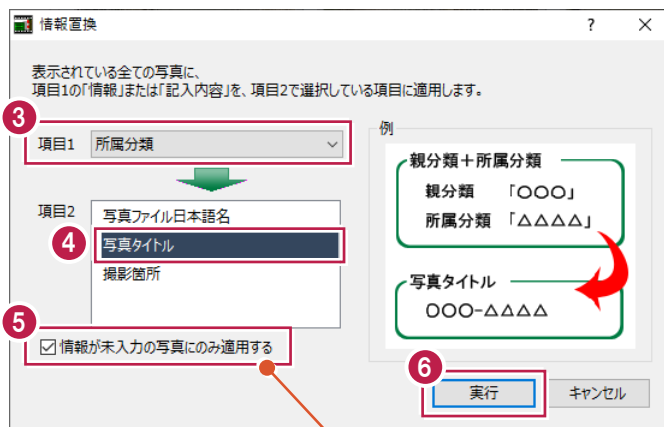 情報置換
?
×
表示されている全ての写真に、
項目1の「情報」または「記入内容」を、項目2で選択している項目に適用します。
3
項目1 所属分類
項目2
写真ファイル日本語名
4 写真タイトル
撮影箇所
5
情報が未入力の写真にのみ適用する
例
親分類+所属分類
親分類 「○○○」
所属分類 「△△△△」
写真タイトル
○○○-△△△△
6
実行
キャンセル